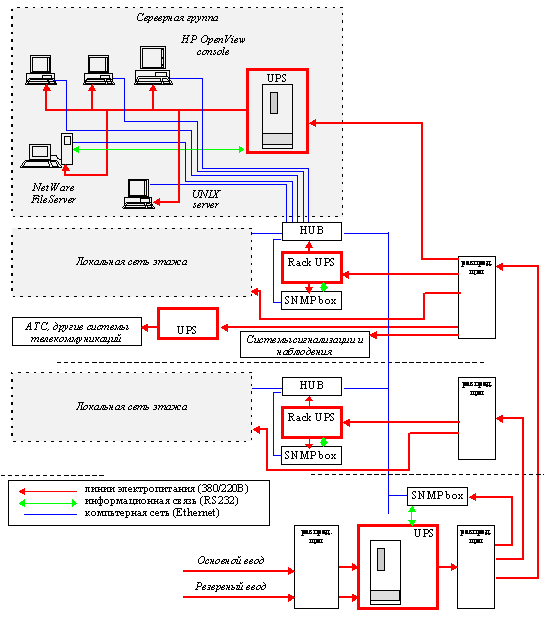 Серверная группа
HP OpenView
console
UPS
NetWare
FileServer
UNIX
server
HUB
Локальная сеть этажа
Rack UPS
SNMP box
распред.
щит
АТС, другие системы
телекоммуникаций
UPS
Системы сигнализации и
наблюдения
HUB
Локальная сеть этажа
Rack UPS
SNMP box
распред.
щит
линии электропитания (380/220В)
информационная связь (RS232)
компьтерная сеть (Ethernet)
SNMP box
распред.
щит
UPS
распред.
щит
Основной ввод
Резервный ввод